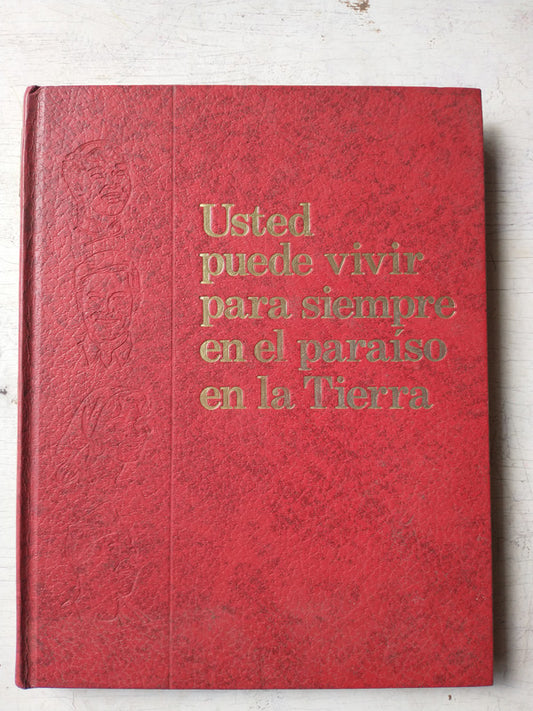 Usted
puede vivir
para siempre
en el paraíso
en la Tierra